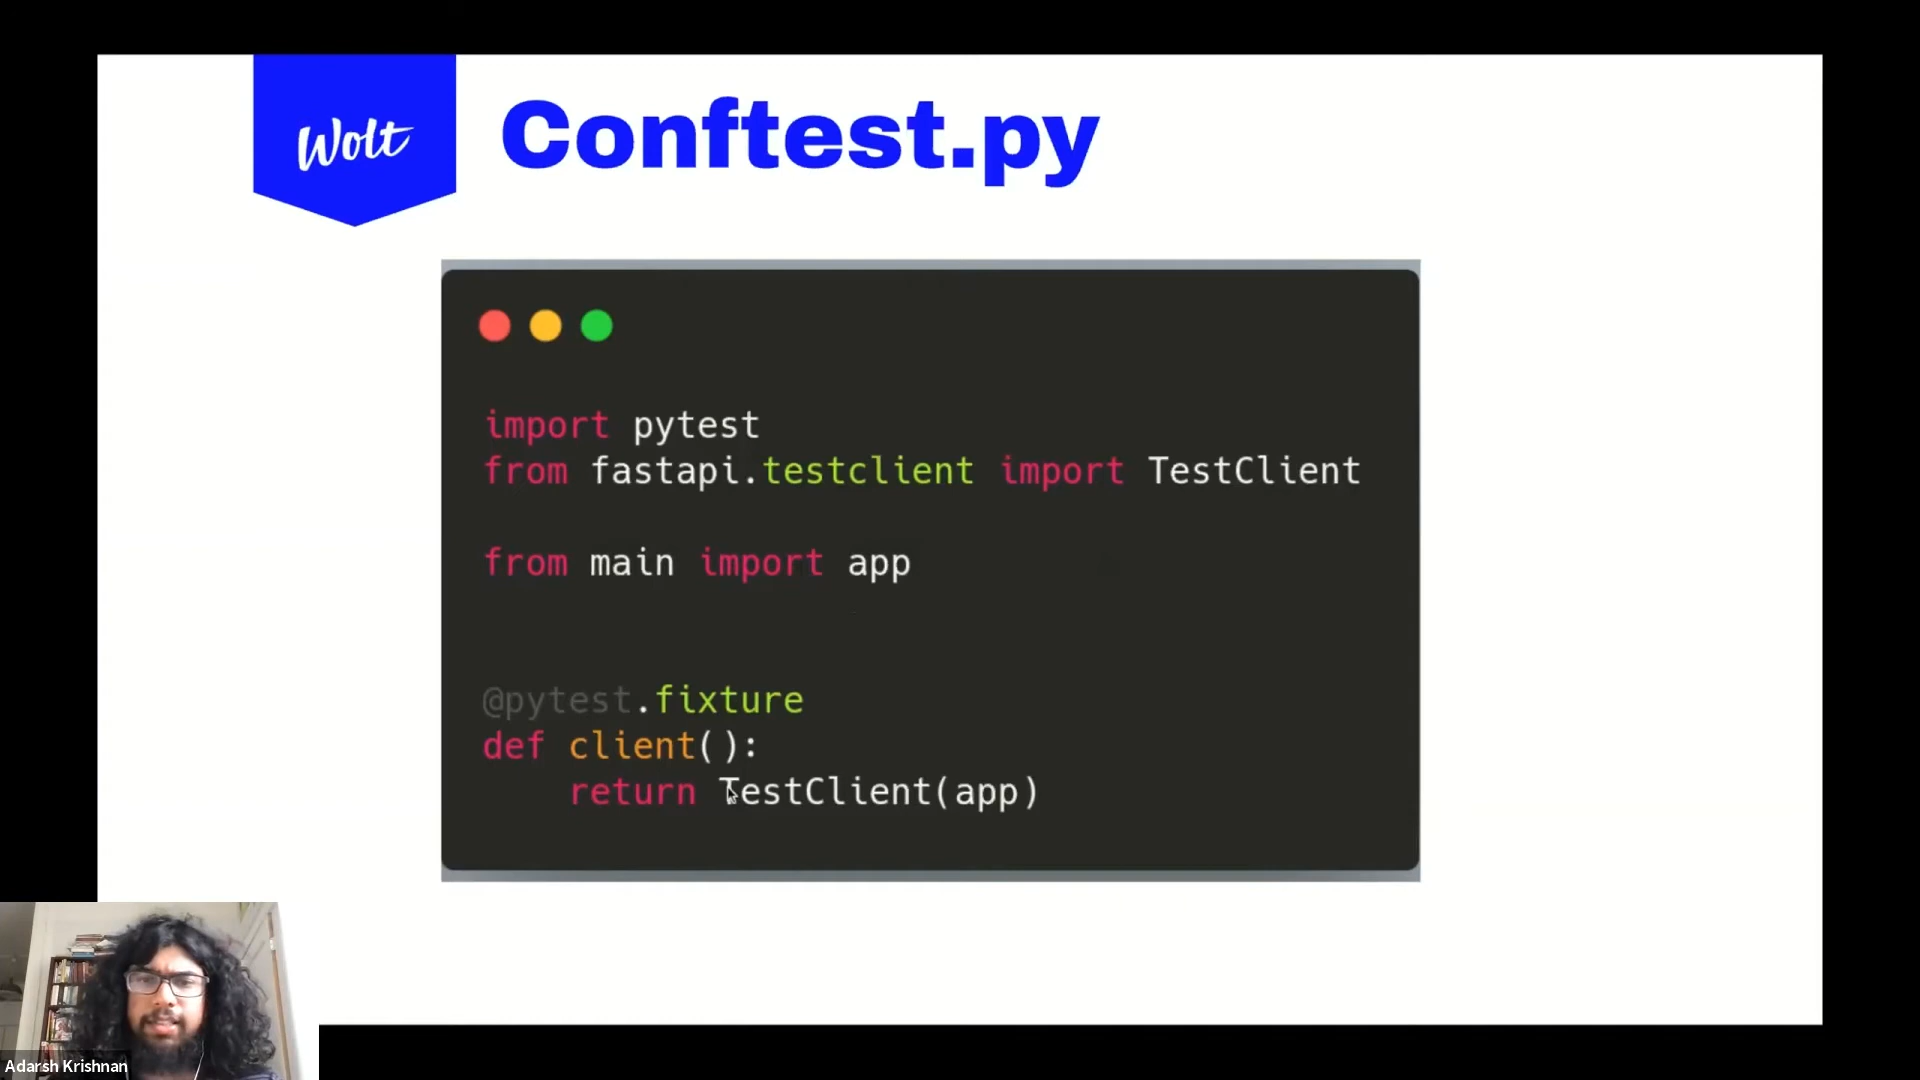 Wolt
Conftest.py
import pytest
from fastapi.testclient import TestClient
from main import app
@pytest.fixture
def client():
    return TestClient(app)
Adarsh Krishnan